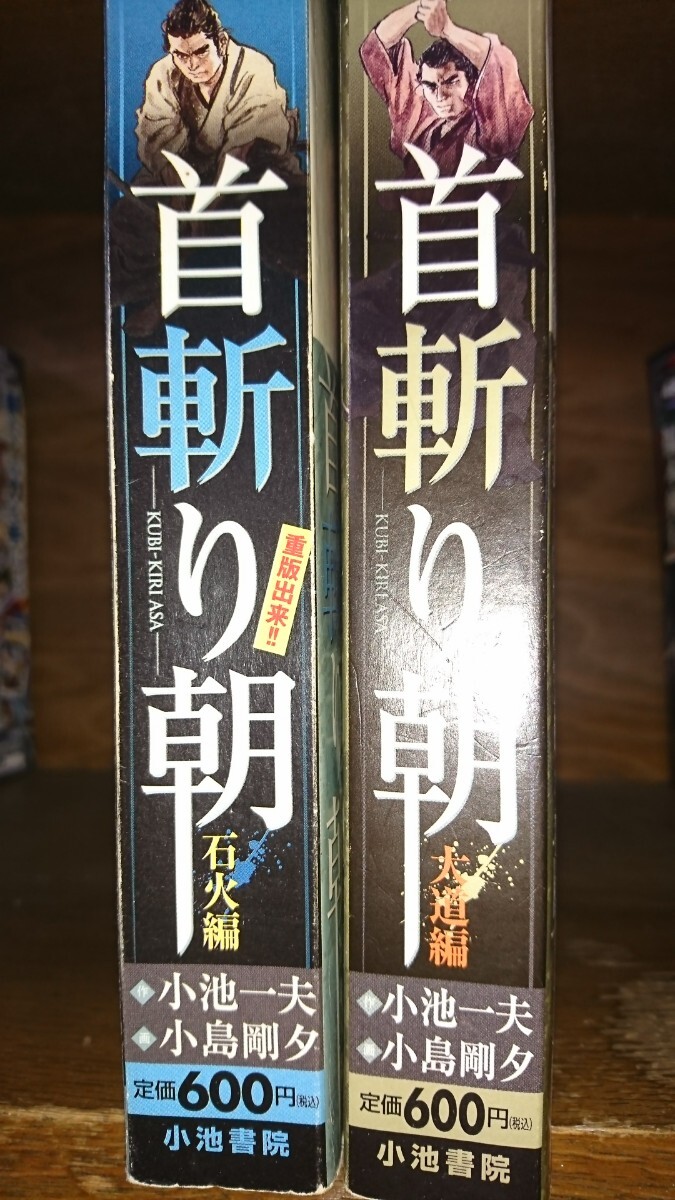 首斬り朝
KUBI-KIRI ASA
重版出来!!
石火編
作 小池一夫
画 小島剛夕
定価600円(税込)
小池書院
首斬り朝
KUBI-KIRI ASA
大道編
作 小池一夫
画 小島剛夕
定価600円(税込)
小池書院